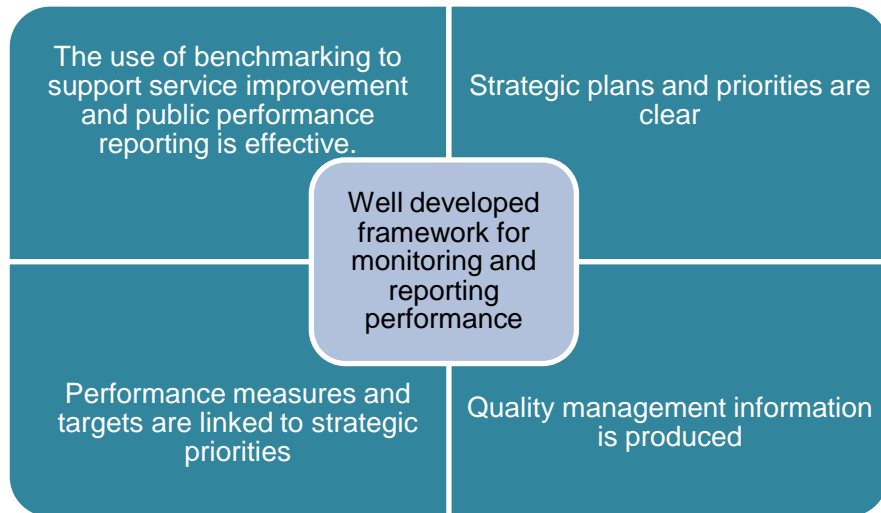 The use of benchmarking to
support service improvement
and public performance
reporting is effective.
Strategic plans and priorities are
clear
Well developed
framework for
monitoring and
reporting
performance
Performance measures and
targets are linked to strategic
priorities
Quality management information
is produced